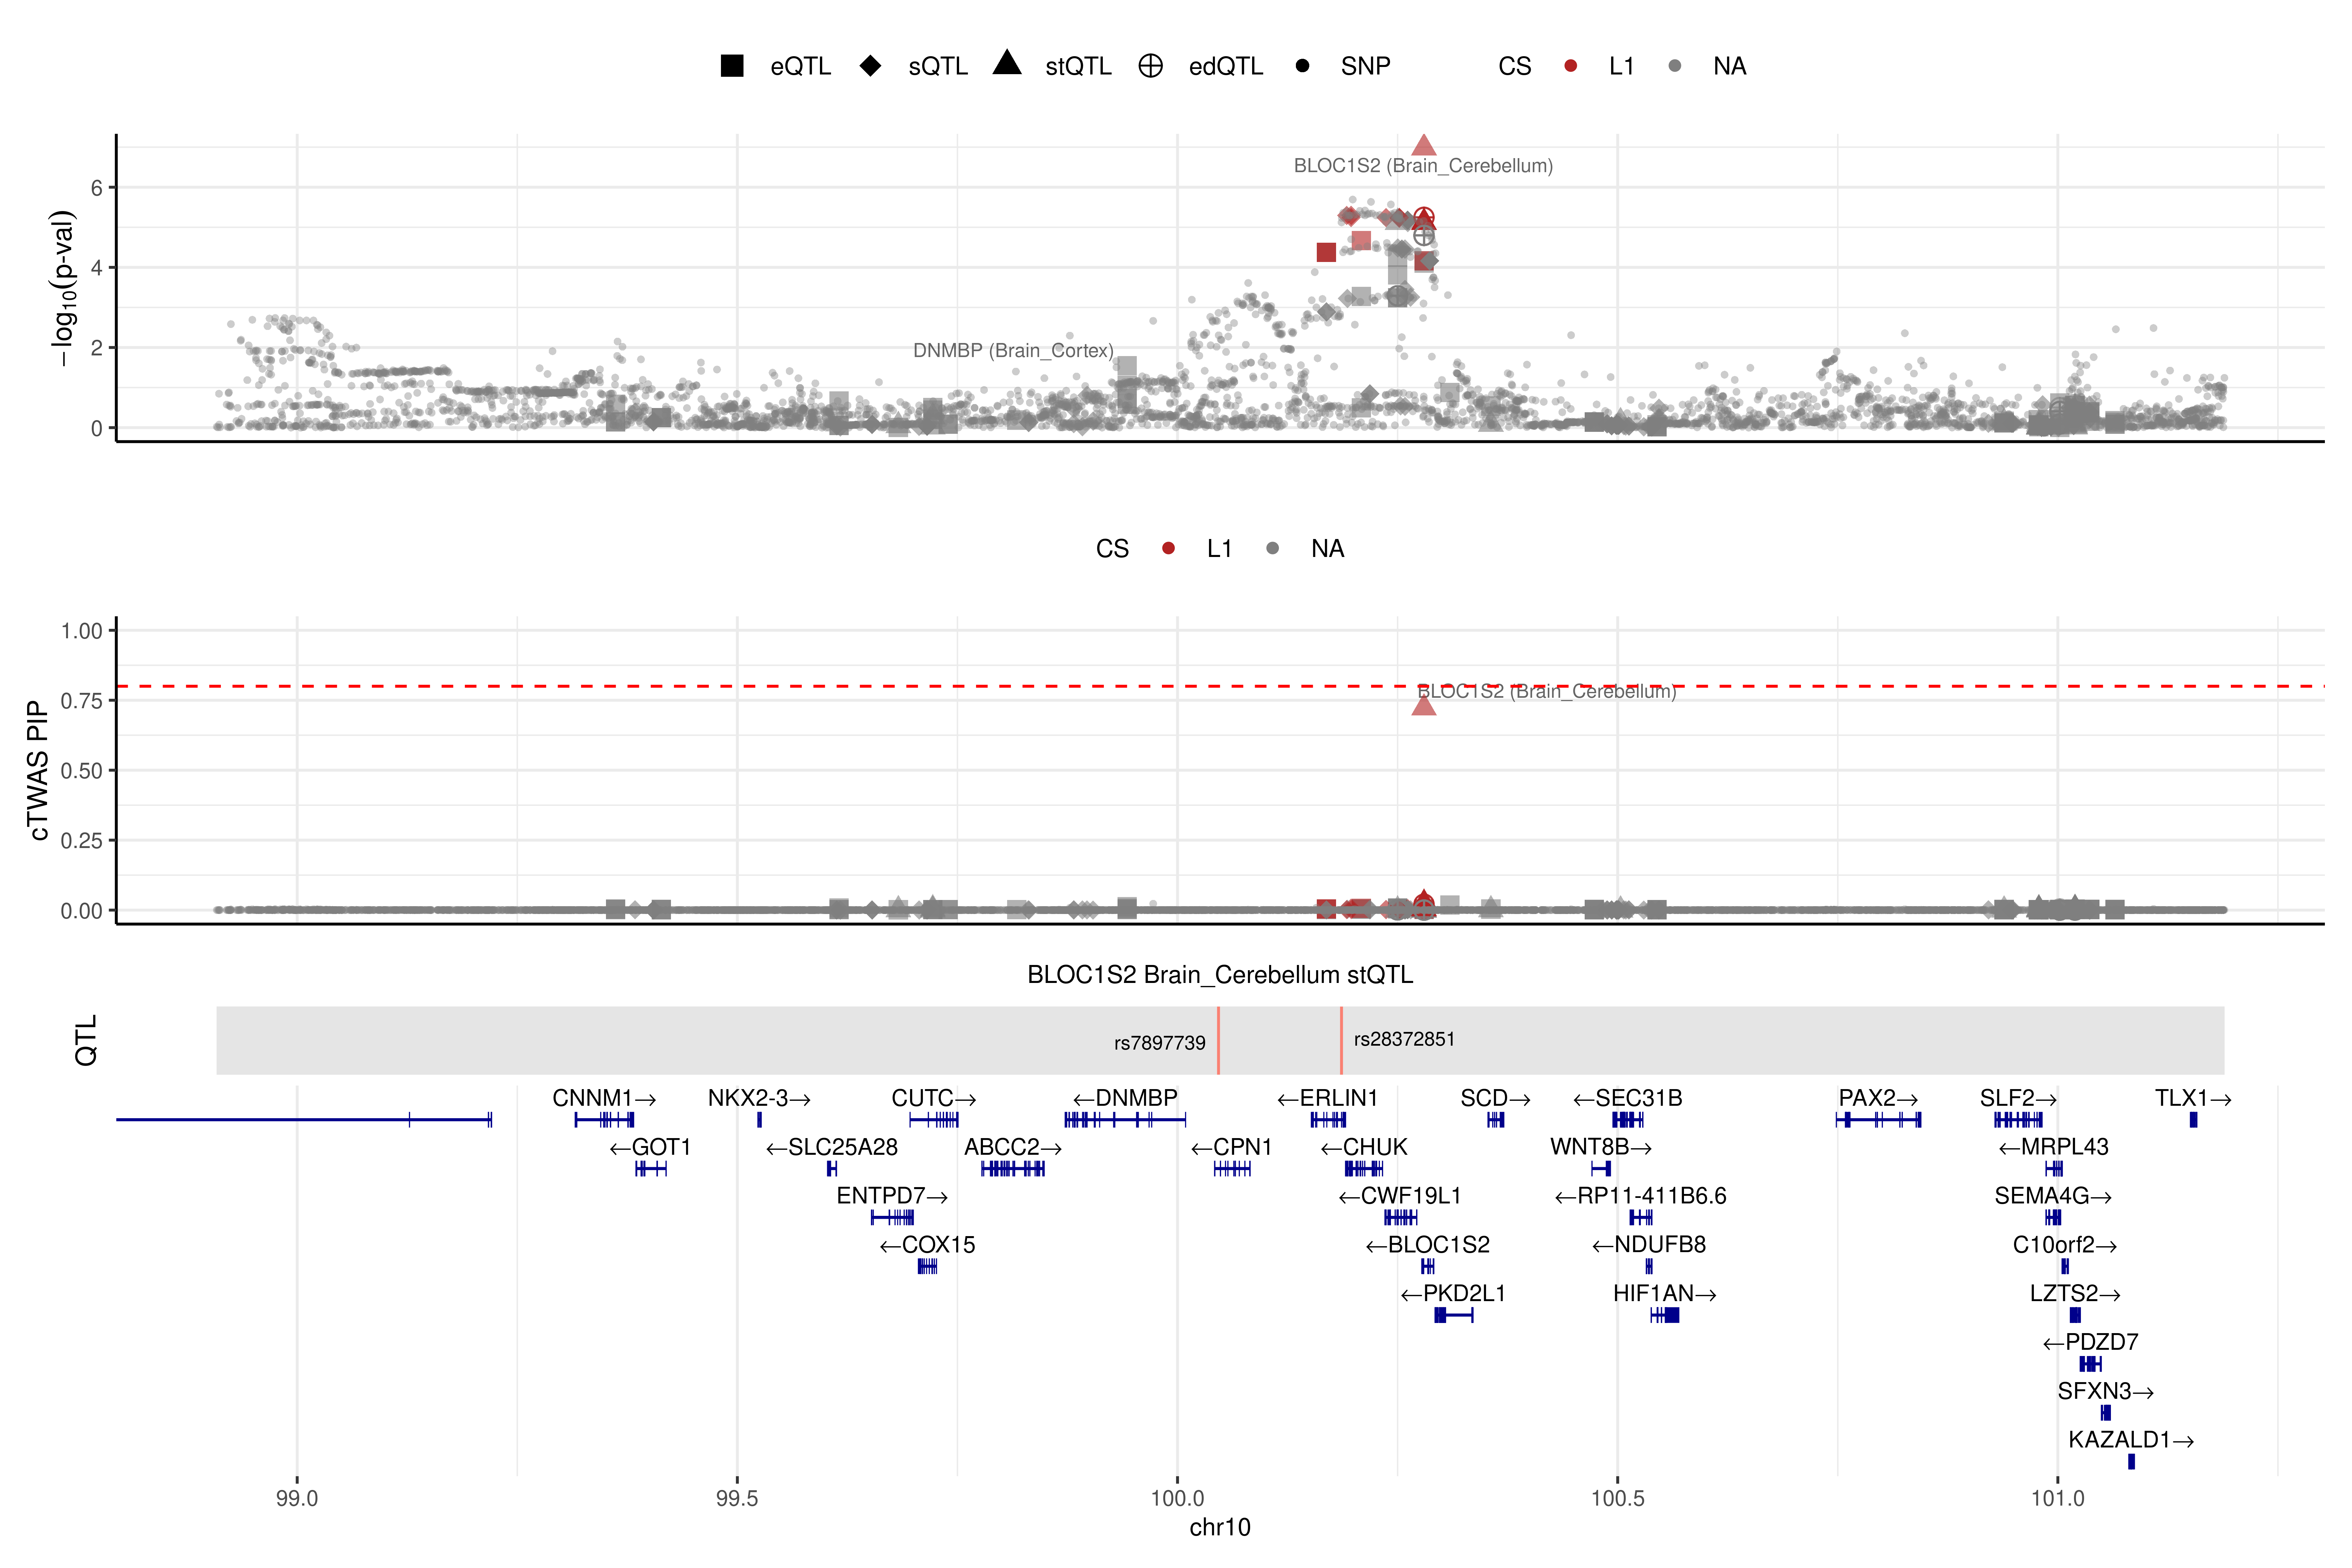 eQTL sQTL stQTL edQTL SNP CS L1 NA
BLOC1S2 (Brain_Cerebellum)
DNMBP (Brain_Cortex)
−log10(p-val)
6
4
2
0
CS L1 NA
1.00
0.75
0.50
0.25
0.00
cTWAS PIP
BLOC1S2 (Brain_Cerebellum)
BLOC1S2 Brain_Cerebellum stQTL
QTL
rs7897739
rs28372851
CNNM1→ NKX2-3→ CUTC→ ←DNMBP ←ERLIN1 SCD→ ←SEC31B PAX2→ SLF2→ TLX1→
←GOT1 ←SLC25A28 ABCC2→ ←CPN1 ←CHUK WNT8B→ ←MRPL43
ENTPD7→ ←CWF19L1 ←RP11-411B6.6 SEMA4G→
←COX15 ←BLOC1S2 ←NDUFB8 C10orf2→
←PKD2L1 HIF1AN→ LZTS2→
←PDZD7
SFXN3→
KAZALD1→
99.0 99.5 100.0 100.5 101.0
chr10